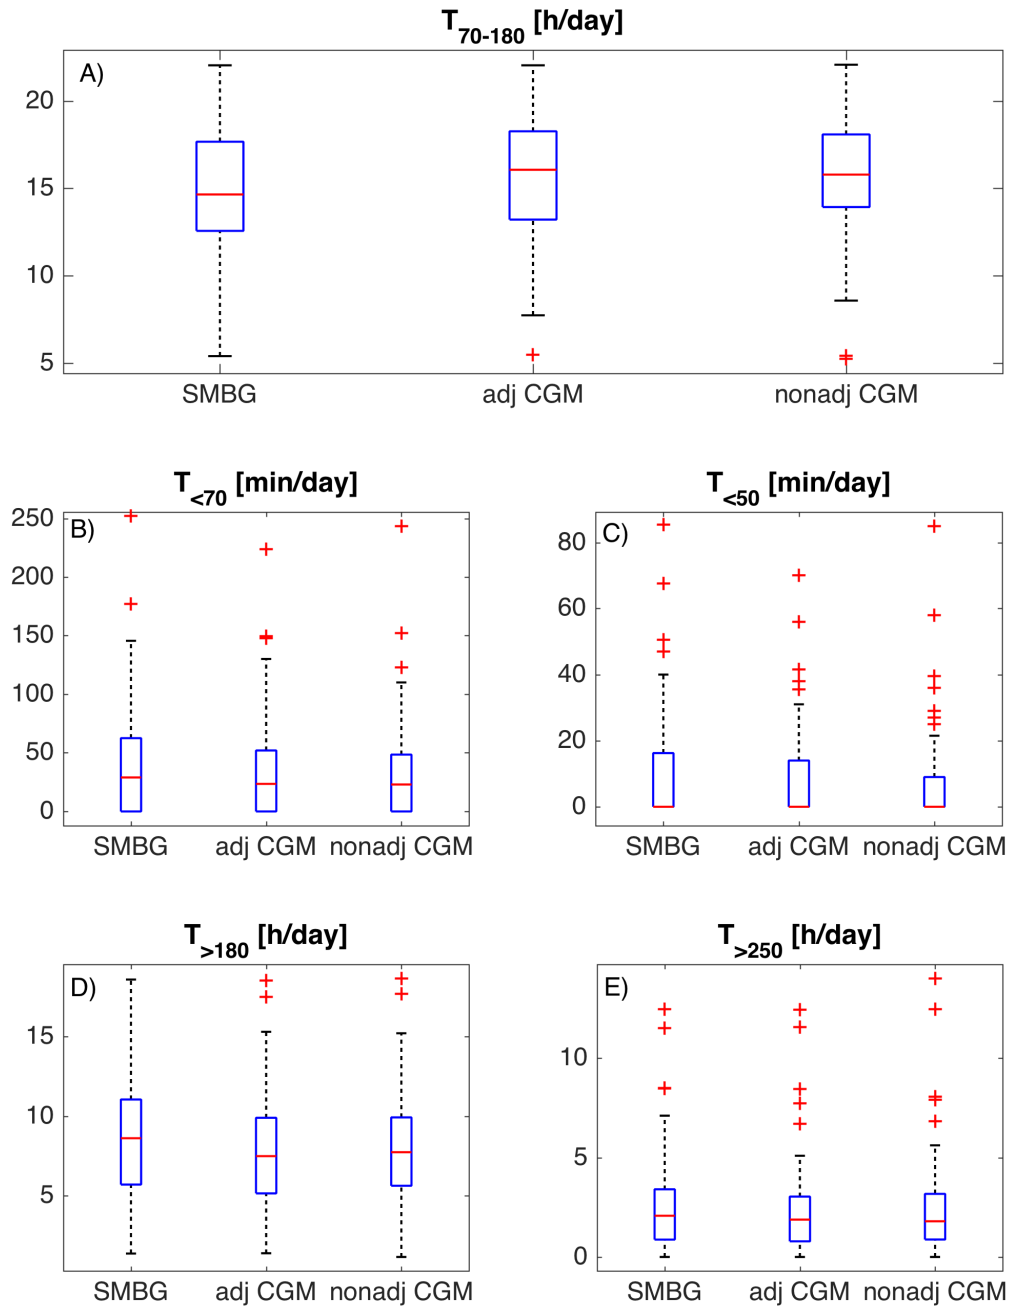 T70-180 [h/day]
A)
20
15
10
5
SMBG adj CGM nonadj CGM
T<70 [min/day]
B)
250
200
150
100
50
0
SMBG adj CGM nonadj CGM
T<50 [min/day]
C)
80
60
40
20
0
SMBG adj CGM nonadj CGM
T>180 [h/day]
D)
15
10
5
SMBG adj CGM nonadj CGM
T>250 [h/day]
E)
10
5
0
SMBG adj CGM nonadj CGM